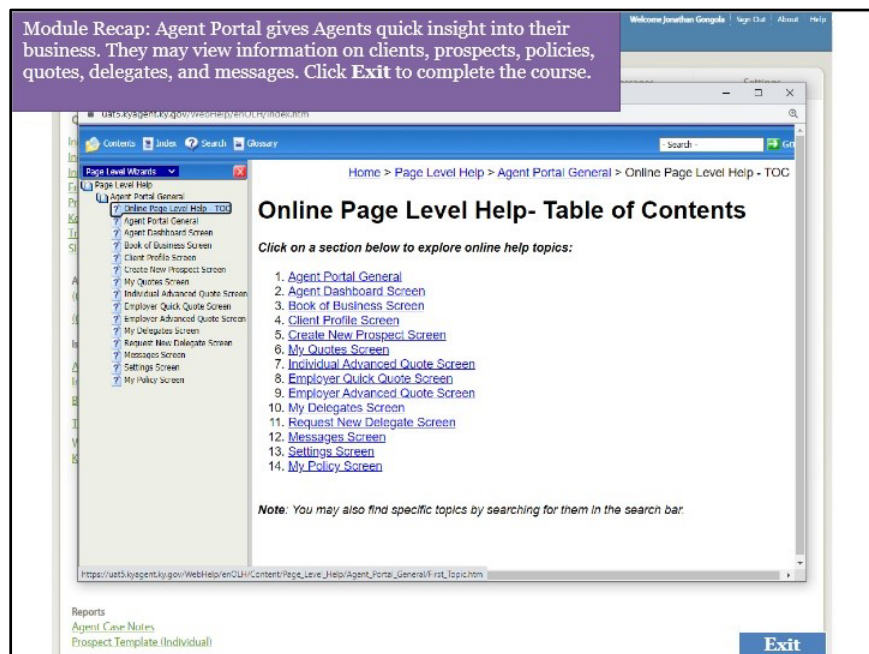 Module Recap: Agent Portal gives Agents quick insight into their
business. They may view information on clients, prospects, policies,
quotes, delegates, and messages. Click Exit to complete the course.
Welcome Jonathan Gongola Sign Out About Help
Settings
uat5.kyagent.ky.gov/WebHelp/enOLH/index.htm
Contents Index Search Glossary
- Search -
Page Level Wizards
Home > Page Level Help > Agent Portal General > Online Page Level Help - TOC
Page Level Help
Agent Portal General
Online Page Level Help - TOC
Agent Portal General
Agent Dashboard Screen
Book of Business Screen
Client Profile Screen
Create New Prospect Screen
My Quotes Screen
Individual Advanced Quote Screen
Employer Quick Quote Screen
Employer Advanced Quote Screen
My Delegates Screen
Request New Delegate Screen
Messages Screen
Settings Screen
My Policy Screen
Online Page Level Help- Table of Contents
Click on a section below to explore online help topics:
1. Agent Portal General
2. Agent Dashboard Screen
3. Book of Business Screen
4. Client Profile Screen
5. Create New Prospect Screen
6. My Quotes Screen
7. Individual Advanced Quote Screen
8. Employer Quick Quote Screen
9. Employer Advanced Quote Screen
10. My Delegates Screen
11. Request New Delegate Screen
12. Messages Screen
13. Settings Screen
14. My Policy Screen
Note: You may also find specific topics by searching for them in the search bar.
https://uat5.kyagent.ky.gov/WebHelp/enOLH/Content/Page_Level_Help/Agent_Portal_General/First_Topic.htm
Reports
Agent Case Notes
Prospect Template (Individual)
Exit